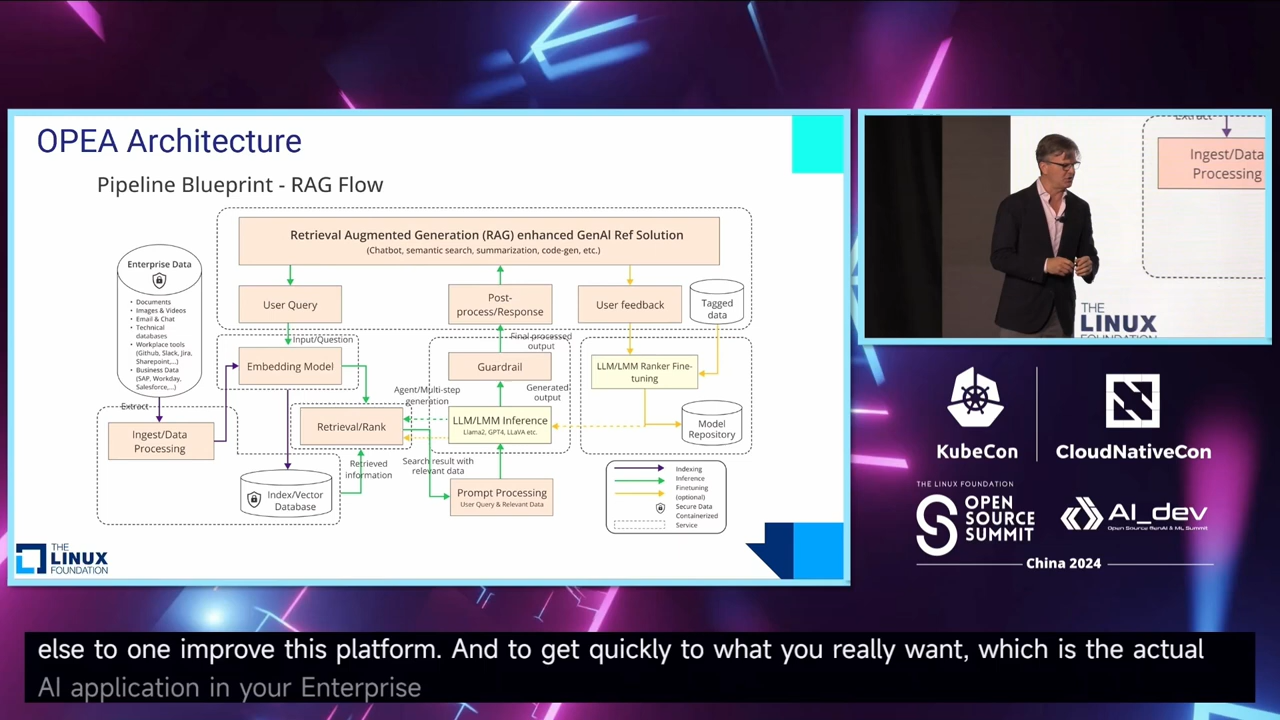 OPEA Architecture
Pipeline Blueprint - RAG Flow
Retrieval Augmented Generation (RAG) enhanced GenAI Ref Solution
(Chatbot, semantic search, summarization, code-gen, etc.)
Enterprise Data
• Documents
• Images & Videos
• Email & Chat
• Technical
databases
• Workplace tools
(Github, Slack, Jira,
Sharepoint,...)
• Business Data
(SAP, Workday,
Salesforce,...)
Extract
Ingest/Data
Processing
User Query
Input/Question
Embedding Model
Retrieval/Rank
Index/Vector
Database
Retrieved
information
Post-
process/Response
Final processed
output
Guardrail
Generated
output
Agent/Multi-step
generation
LLM/LMM Inference
Llama2, GPT4, LLaVA etc.
Search result with
relevant data
Prompt Processing
User Query & Relevant Data
User feedback
Tagged
data
LLM/LMM Ranker Fine-
tuning
Model
Repository
Indexing
Inference
Finetuning
(optional)
Secure Data
Containerized
Service
THE
LINUX
FOUNDATION
Extract
Ingest/Data
Processing
THE
LINUX
FOUNDATION
KubeCon
CloudNativeCon
THE LINUX FOUNDATION
OPEN
SOURCE
SUMMIT
AI_dev
Open Source GenAI & ML Summit
China 2024
else to one improve this platform. And to get quickly to what you really want, which is the actual
AI application in your Enterprise